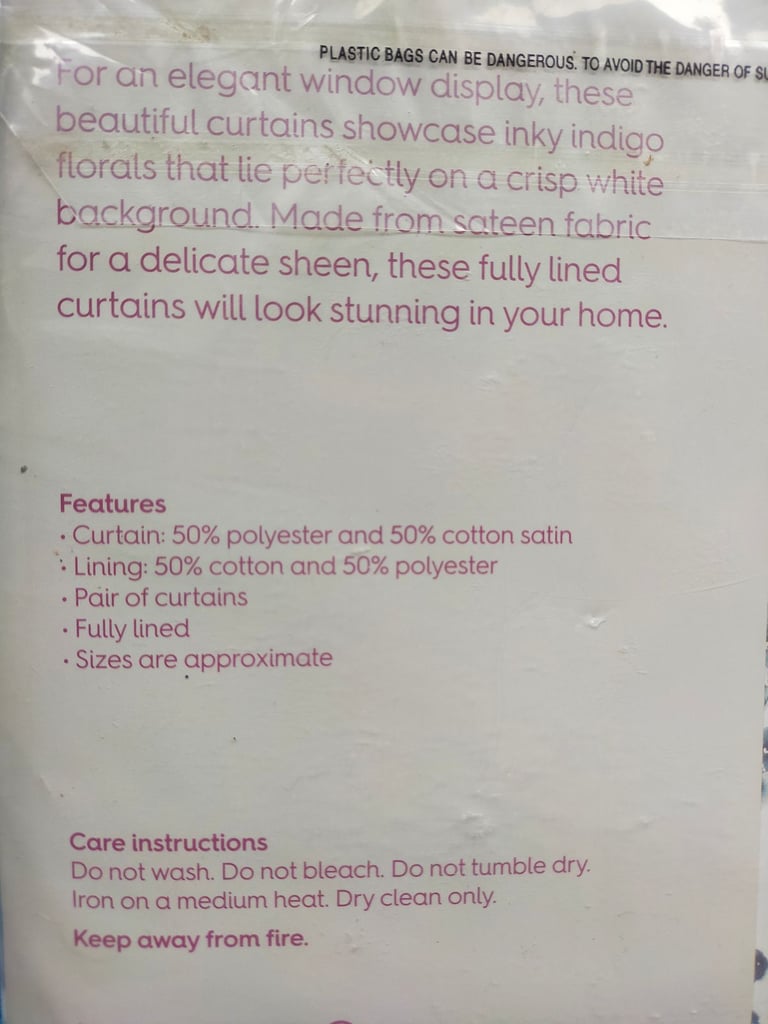 PLASTIC BAGS CAN BE DANGEROUS. TO AVOID THE DANGER OF
For an elegant window display, these
beautiful curtains showcase inky indigo
florals that lie perfectly on a crisp white
background. Made from sateen fabric
for a delicate sheen, these fully lined
curtains will look stunning in your home.
Features
· Curtain: 50% polyester and 50% cotton satin
· Lining: 50% cotton and 50% polyester
· Pair of curtains
· Fully lined
· Sizes are approximate
Care instructions
Do not wash. Do not bleach. Do not tumble dry.
Iron on a medium heat. Dry clean only.
Keep away from fire.